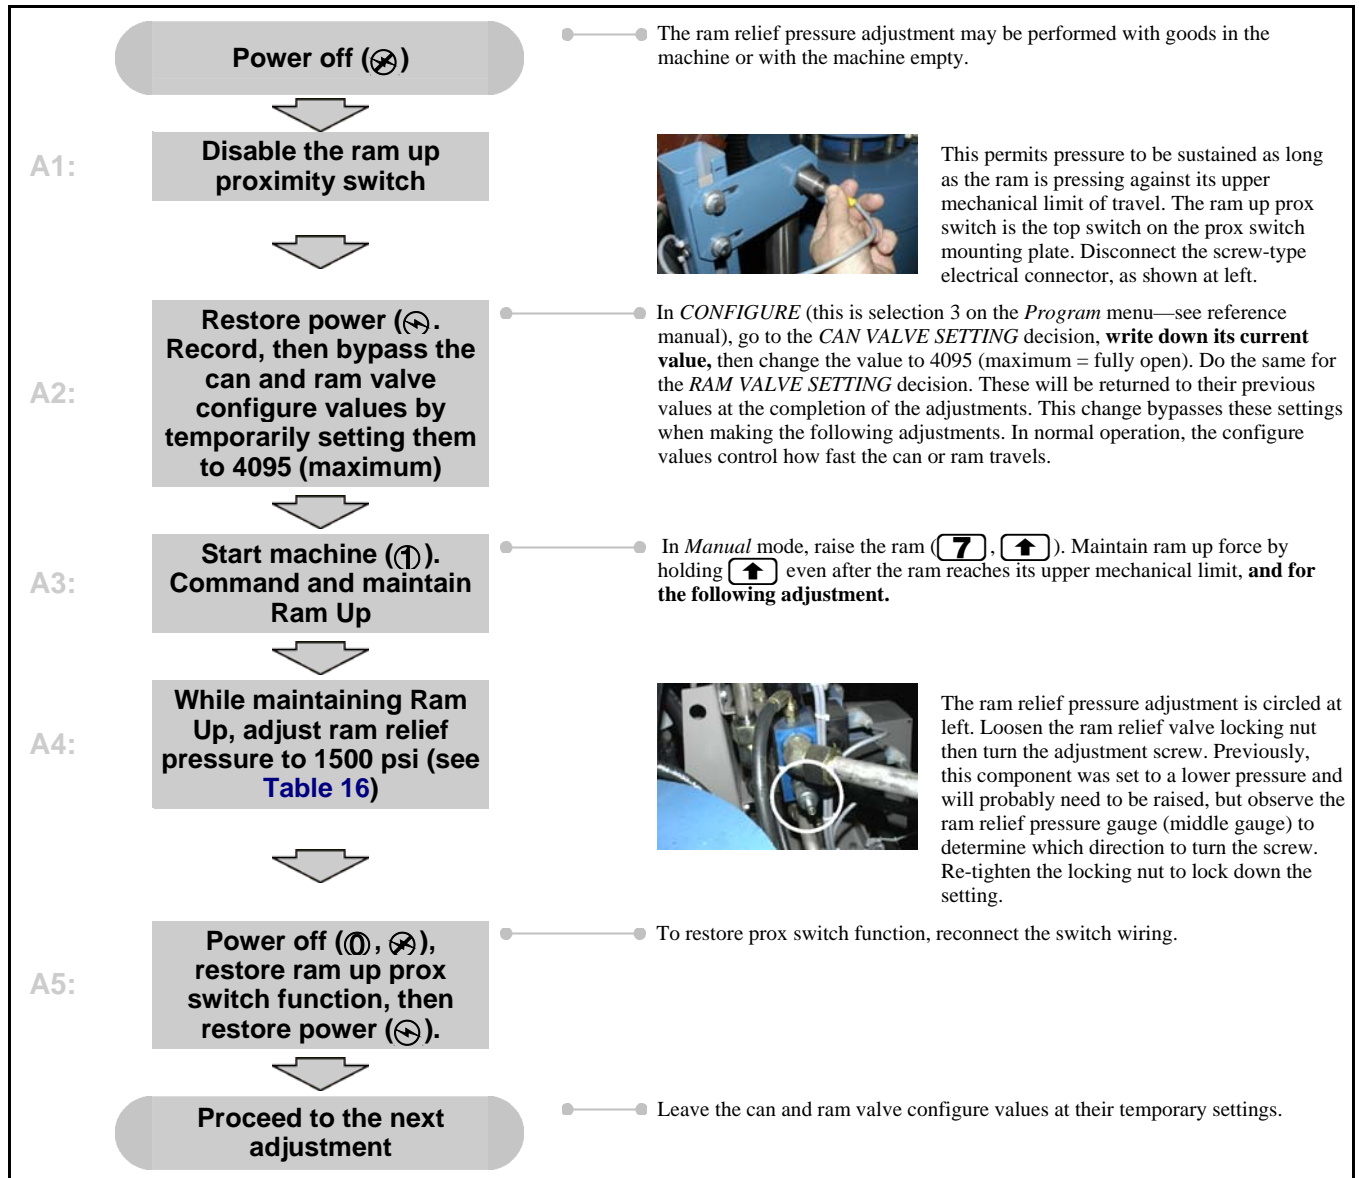 Power off ( )
The ram relief pressure adjustment may be performed with goods in the
machine or with the machine empty.
A1:
Disable the ram up
proximity switch
This permits pressure to be sustained as long
as the ram is pressing against its upper
mechanical limit of travel. The ram up prox
switch is the top switch on the prox switch
mounting plate. Disconnect the screw-type
electrical connector, as shown at left.
A2:
Restore power ( .
Record, then bypass the
can and ram valve
configure values by
temporarily setting them
to 4095 (maximum)
In CONFIGURE (this is selection 3 on the Program menu—see reference
manual), go to the CAN VALVE SETTING decision, write down its current
value, then change the value to 4095 (maximum = fully open). Do the same for
the RAM VALVE SETTING decision. These will be returned to their previous
values at the completion of the adjustments. This change bypasses these settings
when making the following adjustments. In normal operation, the configure
values control how fast the can or ram travels.
A3:
Start machine (1).
Command and maintain
Ram Up
In Manual mode, raise the ram ( 7 , ↑ ). Maintain ram up force by
holding ↑ even after the ram reaches its upper mechanical limit, and for
the following adjustment.
A4:
While maintaining Ram
Up, adjust ram relief
pressure to 1500 psi (see
Table 16)
The ram relief pressure adjustment is circled at
left. Loosen the ram relief valve locking nut
then turn the adjustment screw. Previously,
this component was set to a lower pressure and
will probably need to be raised, but observe the
ram relief pressure gauge (middle gauge) to
determine which direction to turn the screw.
Re-tighten the locking nut to lock down the
setting.
A5:
Power off (0, ),
restore ram up prox
switch function, then
restore power ( ).
To restore prox switch function, reconnect the switch wiring.
Proceed to the next
adjustment
Leave the can and ram valve configure values at their temporary settings.